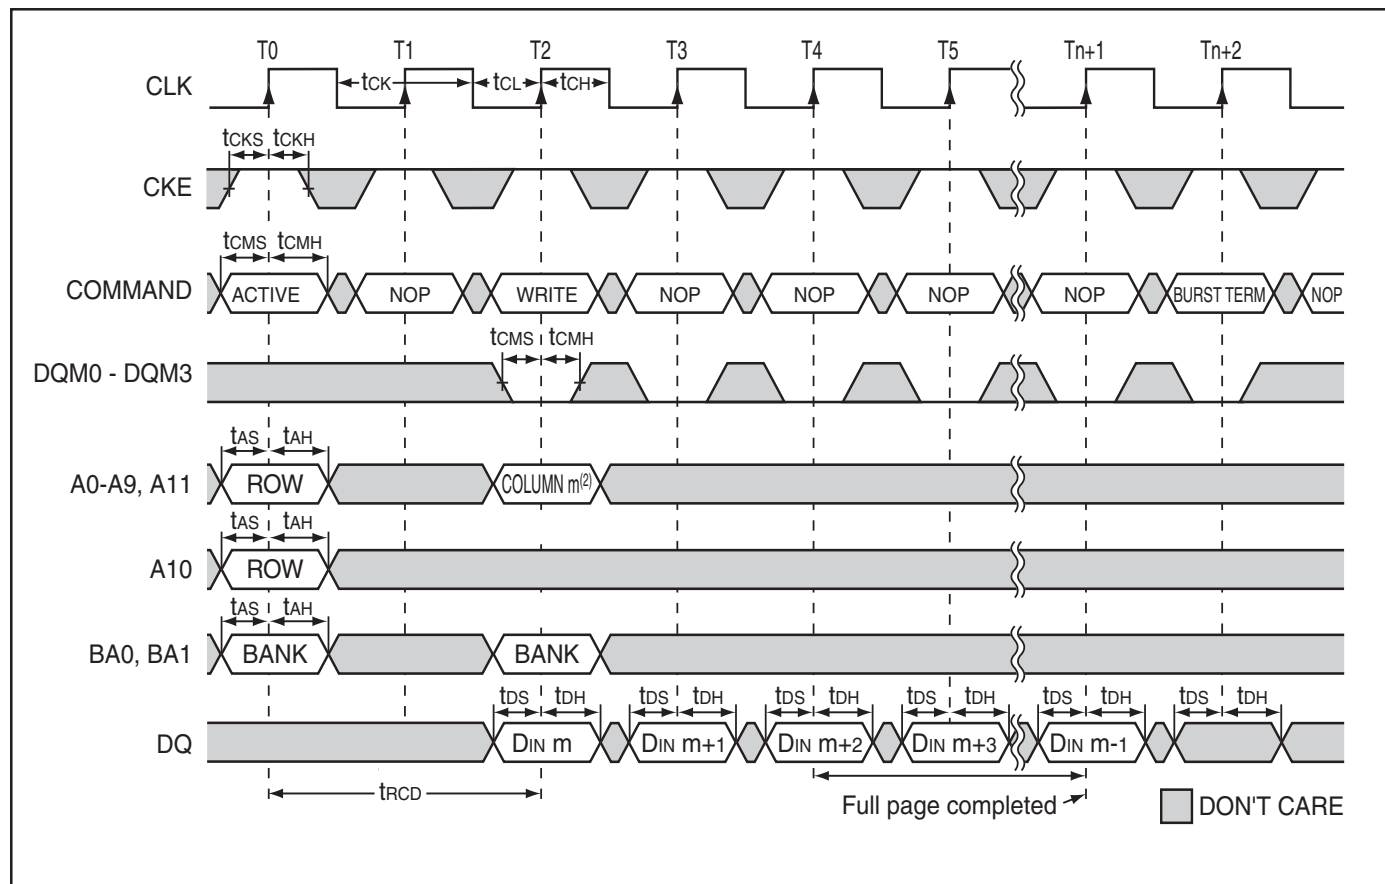 T0 T1 T2 T3 T4 T5 Tn+1 Tn+2
CLK tCK tCL tCH
tCKS tCKH
CKE
tCMS tCMH
COMMAND ACTIVE NOP WRITE NOP NOP NOP NOP BURST TERM NOP
tCMS tCMH
DQM0 - DQM3
tAS tAH
A0-A9, A11 ROW COLUMN m(2)
tAS tAH
A10 ROW
tAS tAH
BA0, BA1 BANK BANK
tDS tDH tDS tDH tDS tDH tDS tDH tDS tDH tDS tDH
DQ DIN m DIN m+1 DIN m+2 DIN m+3 DIN m-1
tRCD
Full page completed
DON'T CARE